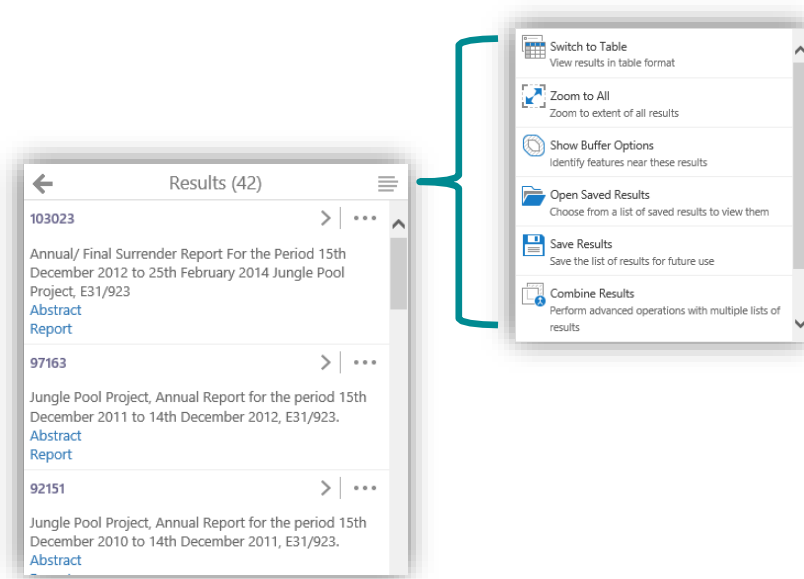 Results (42)
103023
Annual/ Final Surrender Report For the Period 15th
December 2012 to 25th February 2014 Jungle Pool
Project, E31/923
Abstract
Report
97163
Jungle Pool Project, Annual Report for the period 15th
December 2011 to 14th December 2012, E31/923.
Abstract
Report
92151
Jungle Pool Project, Annual Report for the period 15th
December 2010 to 14th December 2011, E31/923.
Abstract
Switch to Table
View results in table format
Zoom to All
Zoom to extent of all results
Show Buffer Options
Identify features near these results
Open Saved Results
Choose from a list of saved results to view them
Save Results
Save the list of results for future use
Combine Results
Perform advanced operations with multiple lists of
results